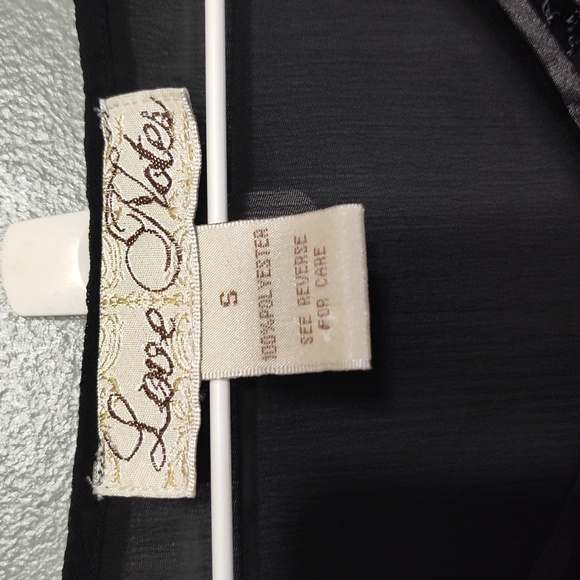 Love Notes
S
100%POLYESTER
SEE REVERSE
FOR CARE